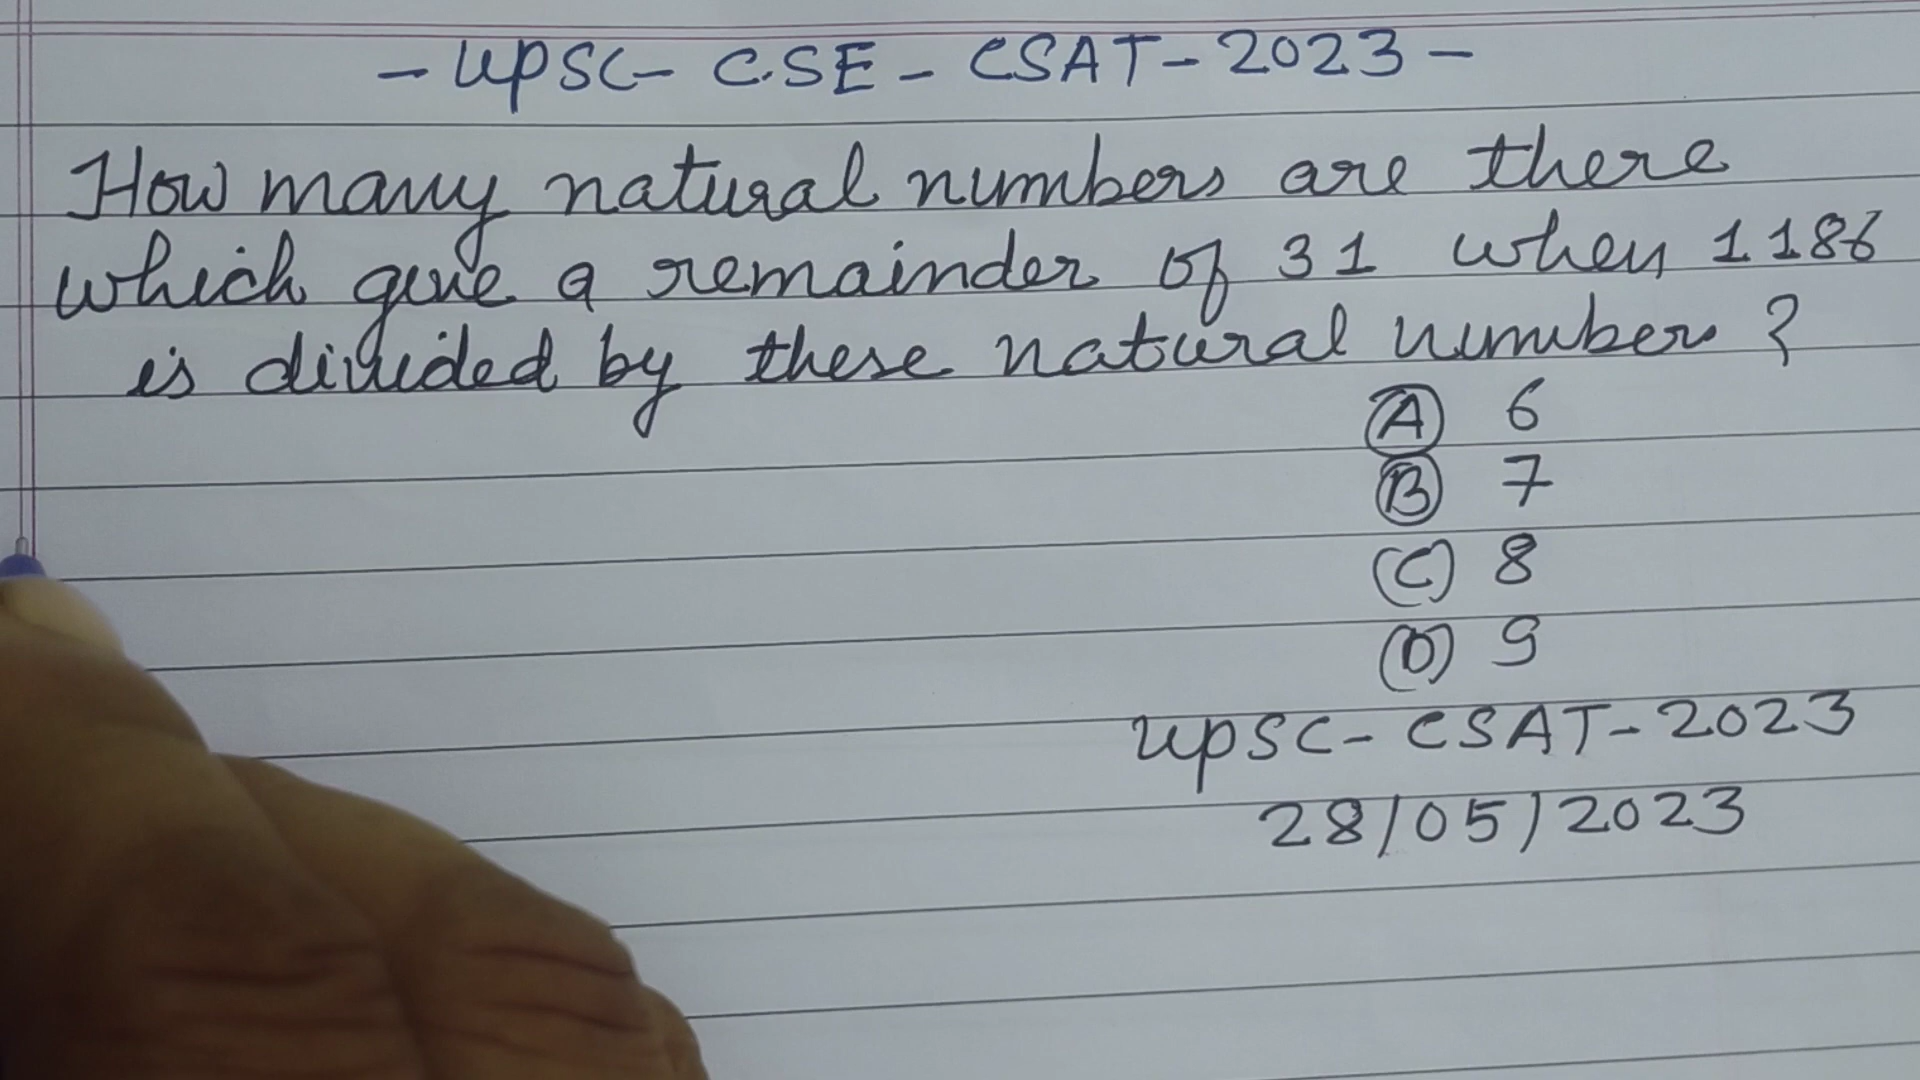 - UPSC - C.SE - CSAT - 2023 -
How many natural numbers are there
which give a remainder of 31 when 1186
is divided by these natural numbers ?
(A) 6
(B) 7
(C) 8
(D) 9
UPSC - CSAT - 2023
28/05/2023